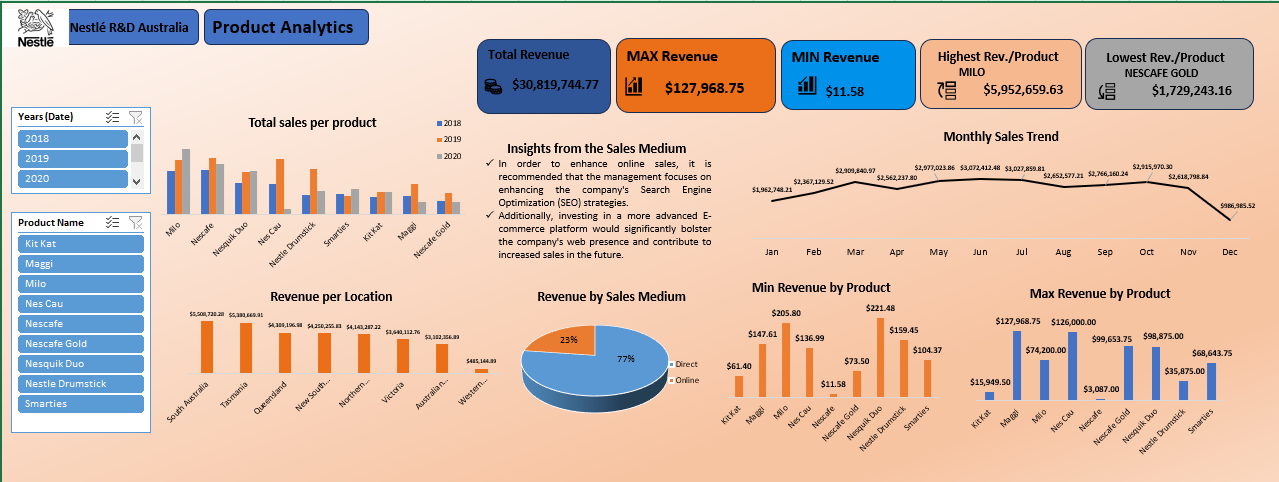 Nestlé
Nestlé R&D Australia
Product Analytics
Total Revenue
$30,819,744.77
MAX Revenue
$127,968.75
MIN Revenue
$11.58
Highest Rev./Product
MILO
$5,952,659.63
Lowest Rev./Product
NESCAFE GOLD
$1,729,243.16
Years (Date)
2018
2019
2020
Product Name
Kit Kat
Maggi
Milo
Nes Cau
Nescafe
Nescafe Gold
Nesquik Duo
Nestle Drumstick
Smarties
Total sales per product
2018
2019
2020
Milo
Nescafe
Nesquik Duo
Nes Cau
Nestle Drumstick
Smarties
Kit Kat
Maggi
Nescafe Gold
Insights from the Sales Medium
✓ In order to enhance online sales, it is
recommended that the management focuses on
enhancing the company's Search Engine
Optimization (SEO) strategies.
✓ Additionally, investing in a more advanced E-
commerce platform would significantly bolster
the company's web presence and contribute to
increased sales in the future.
Monthly Sales Trend
$1,962,748.21
$2,367,129.52
$2,909,840.97
$2,562,237.80
$2,977,023.86
$3,072,412.48
$3,027,859.81
$2,652,577.21
$2,766,160.24
$2,915,970.30
$2,618,798.84
$986,985.52
Jan
Feb
Mar
Apr
May
Jun
Jun
Aug
Sep
Oct
Nov
Dec
Revenue per Location
$5,508,720.28
$5,380,669.91
$4,309,196.98
$4,250,255.83
$4,143,287.22
$3,640,112.76
$3,102,356.89
$485,144.89
South Australia
Tasmania
Queensland
New South...
Northern...
Victoria
Australian...
Western...
Revenue by Sales Medium
23%
77%
Direct
Online
Min Revenue by Product
$61.40
$147.61
$205.80
$136.99
$11.58
$73.50
$221.48
$159.45
$104.37
Kit Kat
Maggi
Milo
Nes Cau
Nescafe
Nescafe Gold
Nesquik Duo
Nestle Drumstick
Smarties
Max Revenue by Product
$15,949.50
$127,968.75
$74,200.00
$126,000.00
$3,087.00
$99,653.75
$98,875.00
$35,875.00
$68,643.75
Kit Kat
Maggi
Milo
Nes Cau
Nescafe
Nescafe Gold
Nesquik Duo
Nestle Drumstick
Smarties